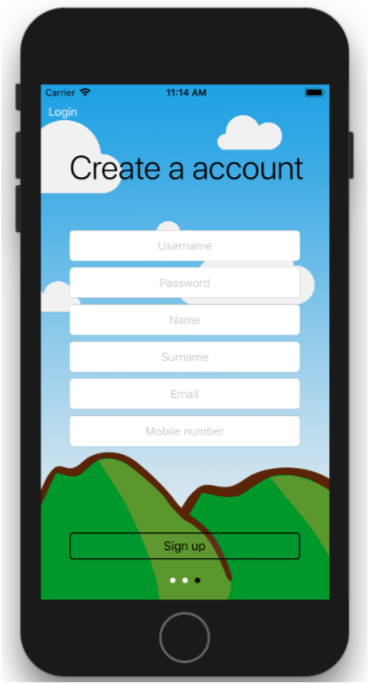 Carrier 11:14 AM
Login
Create a account
Username
Password
Name
Surname
Email
Mobile number
Sign up